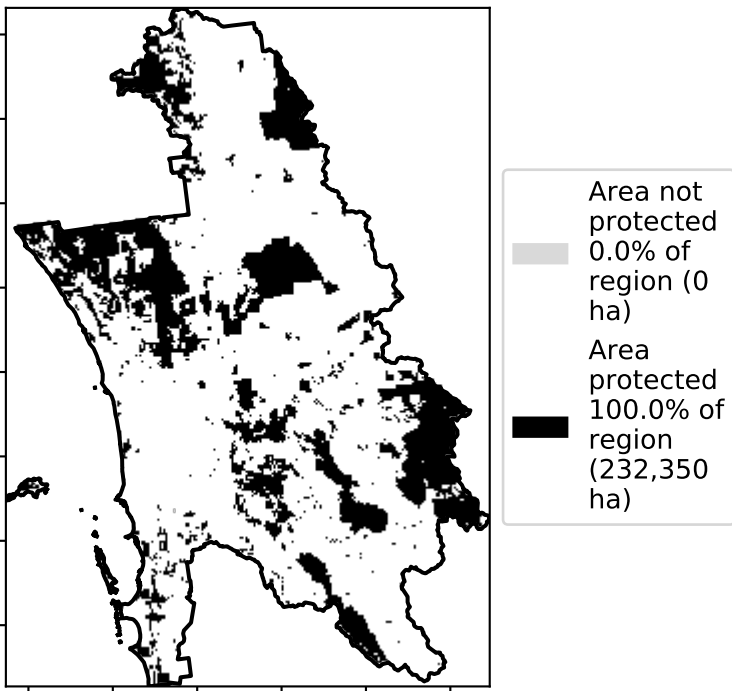 Area not
protected
0.0% of
region (0
ha)
Area
protected
100.0% of
region
(232,350
ha)